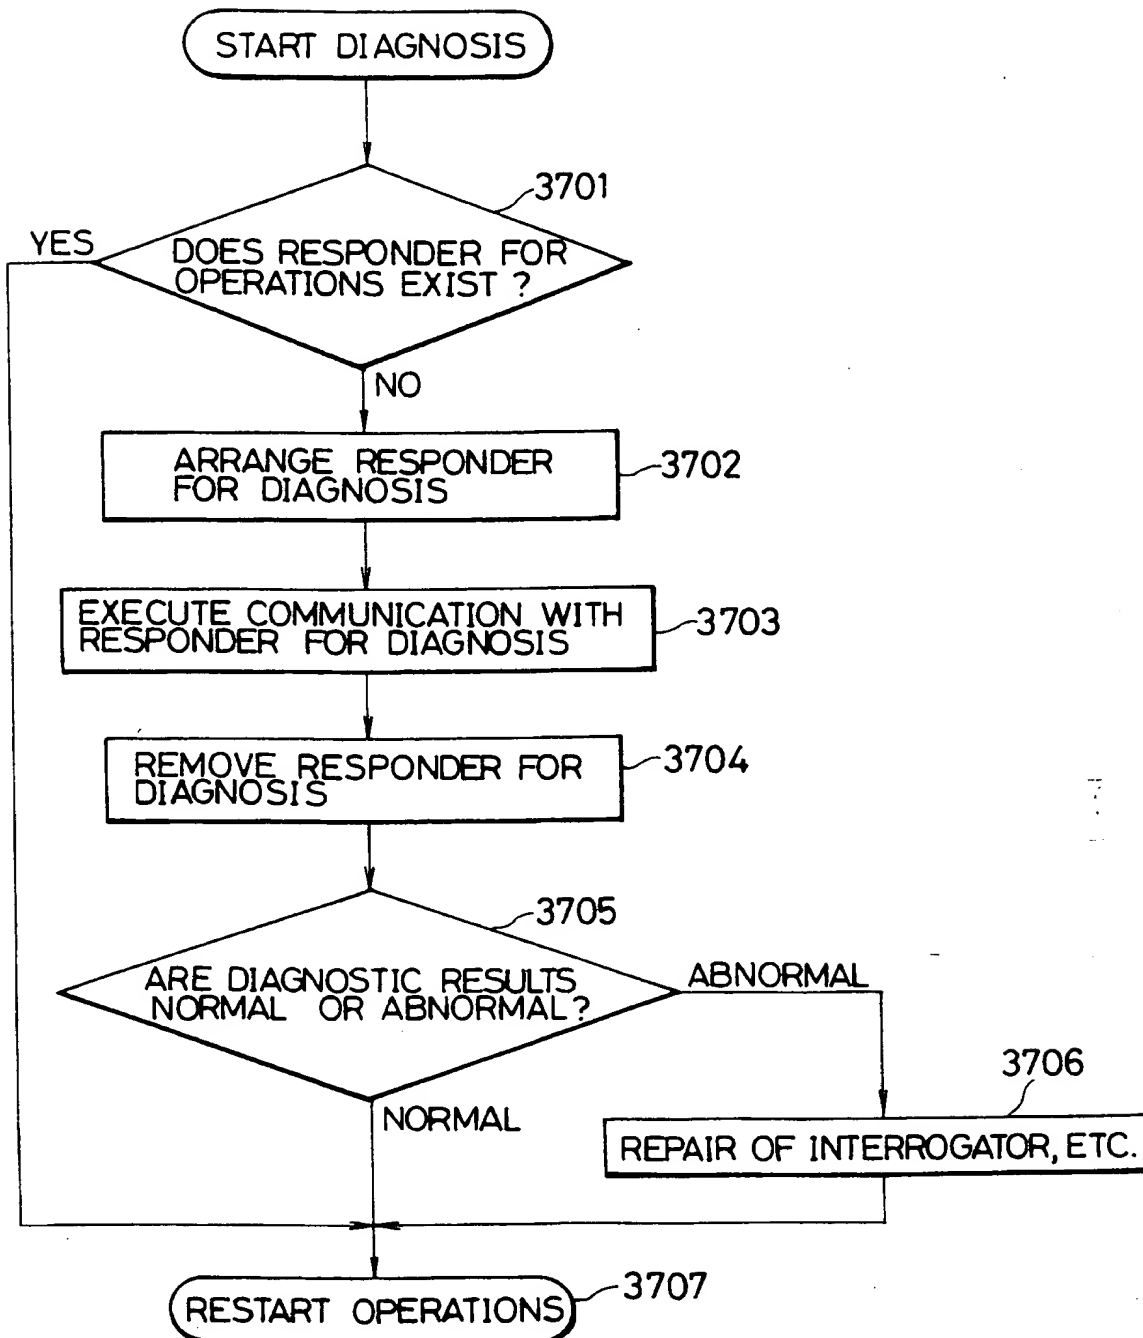 START DIAGNOSIS
3701
YES
DOES RESPONDER FOR
OPERATIONS EXIST ?
NO
ARRANGE RESPONDER
FOR DIAGNOSIS
3702
EXECUTE COMMUNICATION WITH
RESPONDER FOR DIAGNOSIS
3703
REMOVE RESPONDER FOR
DIAGNOSIS
3704
3705
ARE DIAGNOSTIC RESULTS
NORMAL OR ABNORMAL?
ABNORMAL
NORMAL
3706
REPAIR OF INTERROGATOR, ETC.
RESTART OPERATIONS
3707